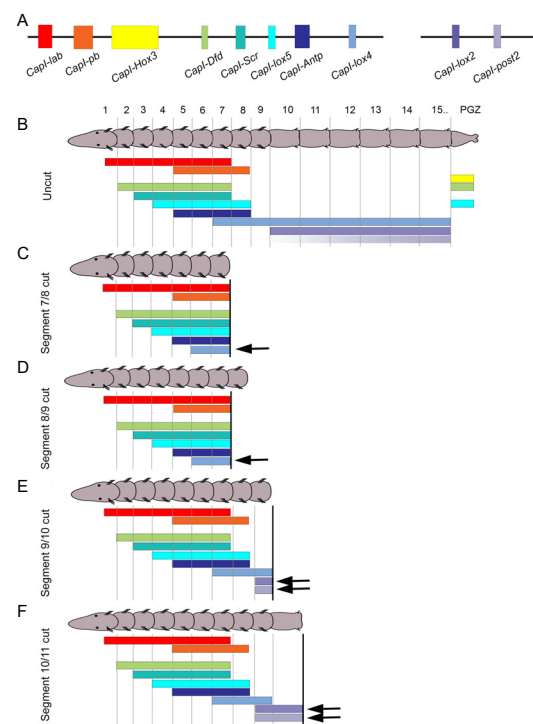 A
Capl-lab
Capl-pb
Capl-Hox3
Capl-Dfd
Capl-Scr
Capl-lox5
Capl-Antp
Capl-lox4
Capl-lox2
Capl-post2
1 2 3 4 5 6 7 8 9 10 11 12 13 14 15.. PGZ
B
Uncut
C
Segment 7/8 cut
D
Segment 8/9 cut
E
Segment 9/10 cut
F
Segment 10/11 cut